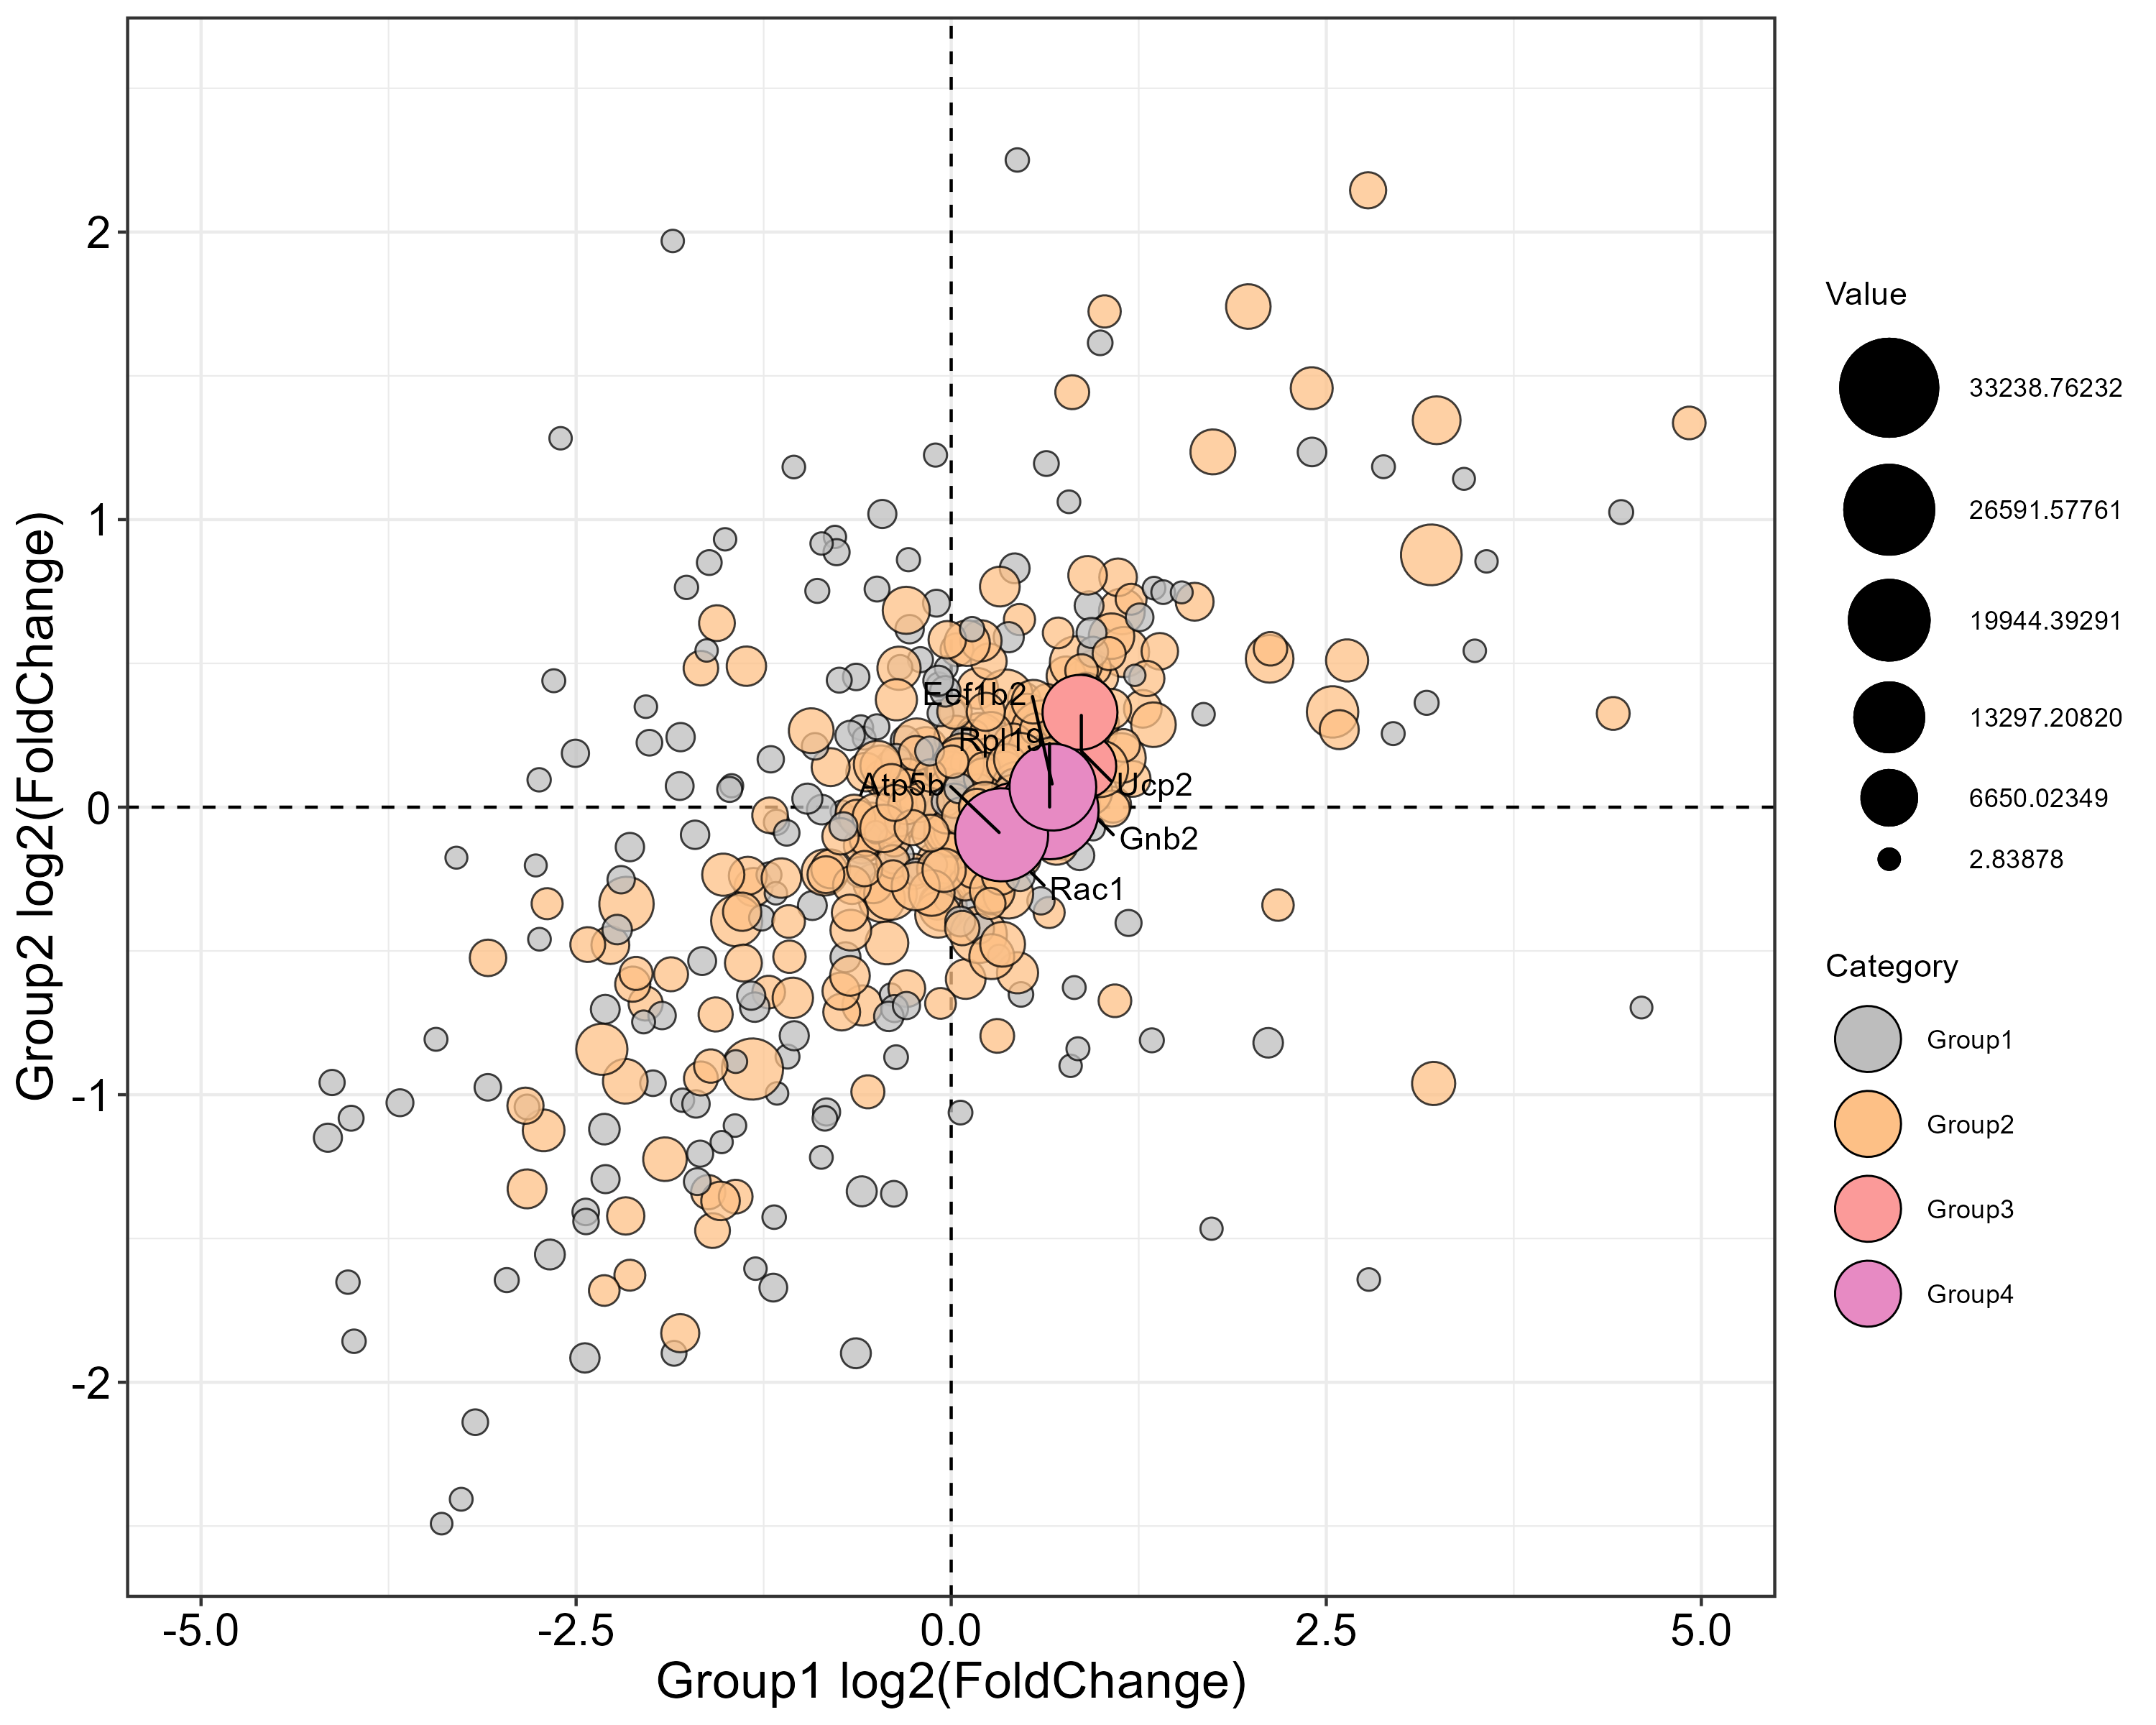 Group2 log2(FoldChange)
2
1
0
-1
-2
Eef1b2
Rpl19
Atp5b
Ucp2
Gnb2
Rac1
-5.0
-2.5
0.0
2.5
5.0
Group1 log2(FoldChange)
Value
33238.76232
26591.57761
19944.39291
13297.20820
6650.02349
2.83878
Category
Group1
Group2
Group3
Group4